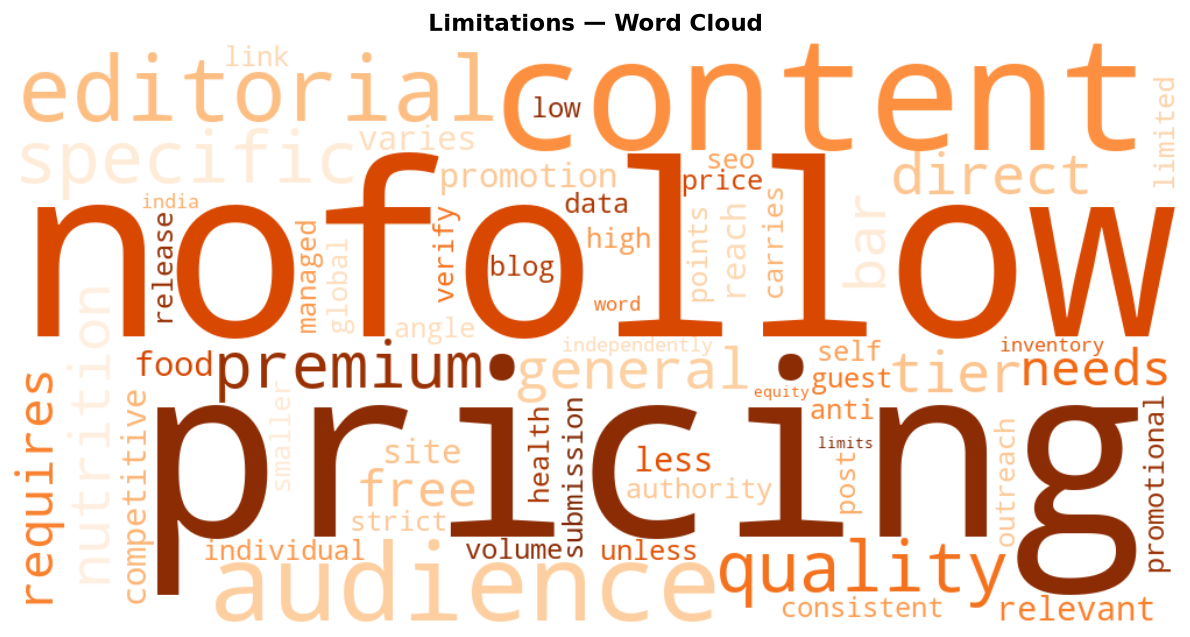 Limitations — Word Cloud
link
editorial
content
low
limited
specific
varies
promotion
seo
price
direct
nofollow
india
release
managed
global
verify
data
high
blog
word
points
reach
carries
bar
angle
independently
nutrition
food
premium
general
self
guest
tier
inventory
needs
equity
anti
pricing
requires
competitive
smaller
site
free
strict
health
submission
less
authority
limits
post
outreach
promotional
individual
volume
unless
audience
quality
consistent
relevant